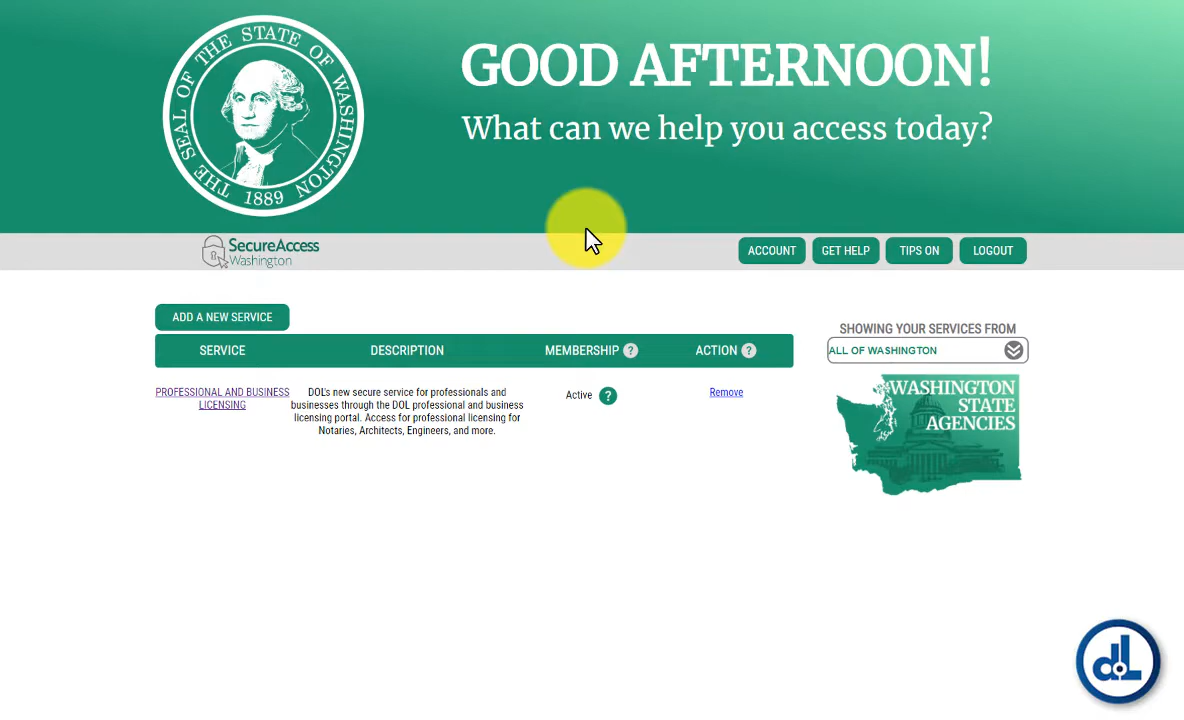 THE SEAL OF THE STATE OF WASHINGTON
1889
GOOD AFTERNOON!
What can we help you access today?
SecureAccess
Washington
ACCOUNT
GET HELP
TIPS ON
LOGOUT
ADD A NEW SERVICE
SERVICE
DESCRIPTION
MEMBERSHIP ?
ACTION ?
PROFESSIONAL AND BUSINESS
LICENSING
DOL's new secure service for professionals and
businesses through the DOL professional and business
licensing portal. Access for professional licensing for
Notaries, Architects, Engineers, and more.
Active ?
Remove
SHOWING YOUR SERVICES FROM
ALL OF WASHINGTON
WASHINGTON
STATE
AGENCIES
doL